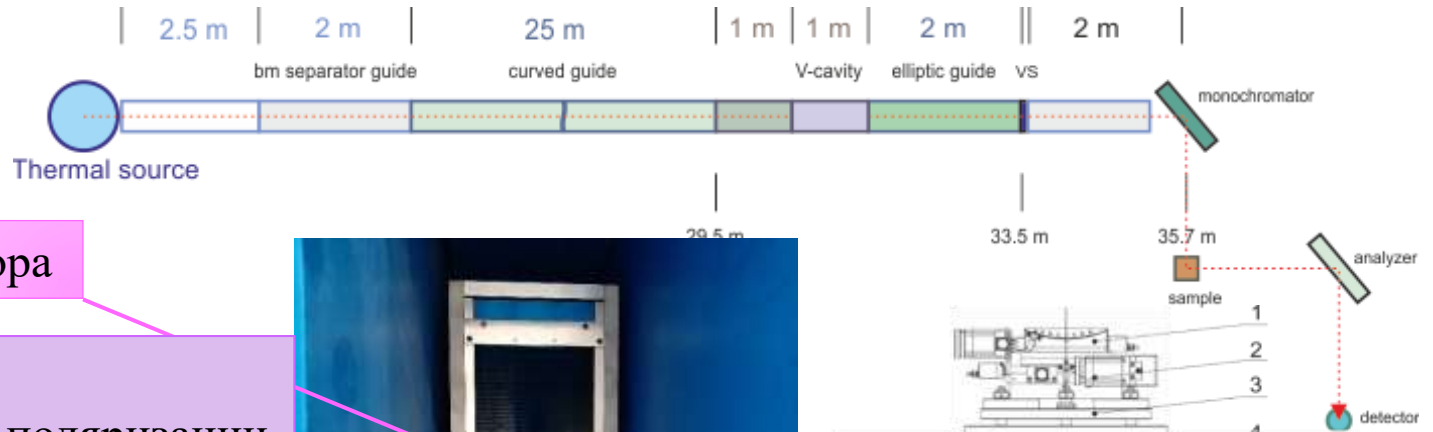 2.5 m 2 m 25 m 1 m 1 m 2 m 2 m
bm separator guide curved guide V-cavity elliptic guide VS
monochromator
Thermal source
29.5 m 33.5 m 35.7 m
analyzer
sample
1
2
3
detector
поляризации